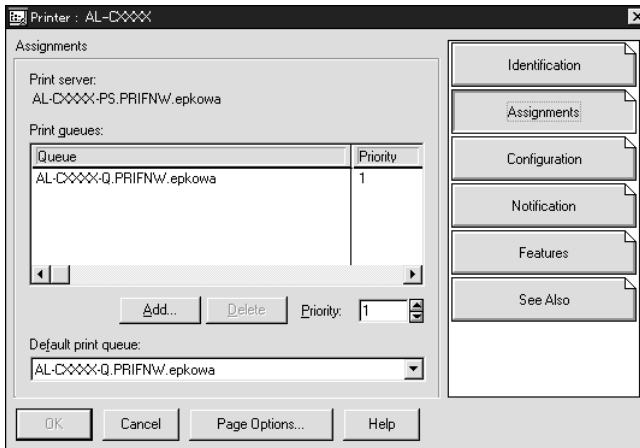 Printer : AL-CXXXX
Assignments
Print server:
AL-CXXXX-PS.PRIFNW.epkowa
Print queues:
Queue Priority
AL-CXXXX-Q.PRIFNW.epkowa 1
Add... Delete Priority: 1
Default print queue:
AL-CXXXX-Q.PRIFNW.epkowa
OK Cancel Page Options... Help
Identification
Assignments
Configuration
Notification
Features
See Also